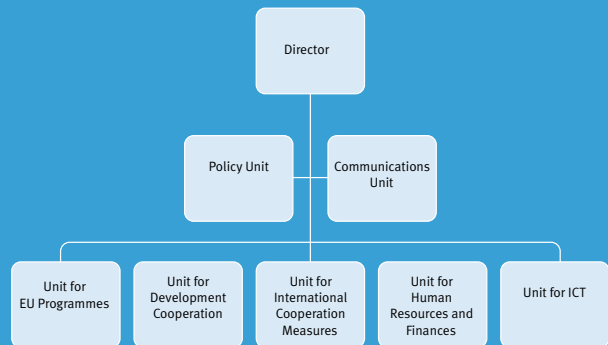 Director
Policy Unit
Communications
Unit
Unit for
EU Programmes
Unit for
Development
Cooperation
Unit for
International
Cooperation
Measures
Unit for
Human
Resources and
Finances
Unit for ICT